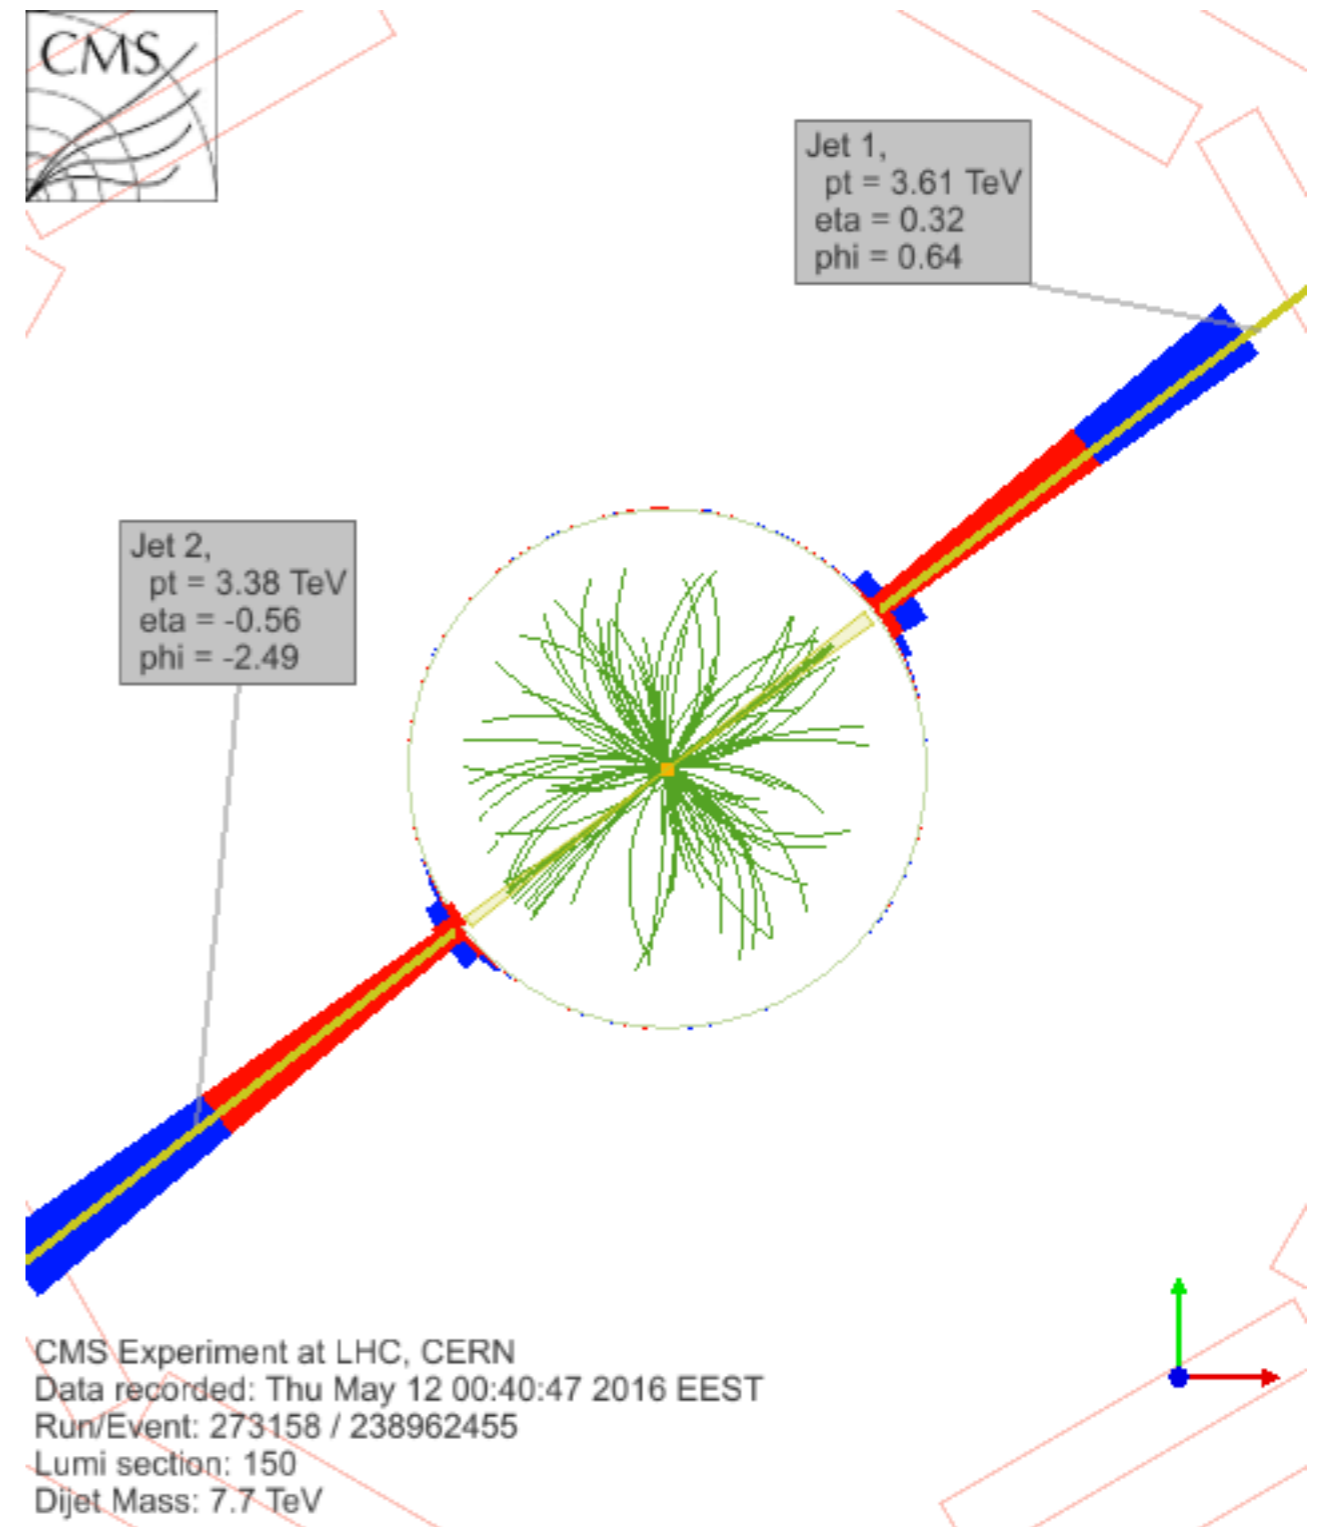 CMS
Jet 1,
pt = 3.61 TeV
eta = 0.32
phi = 0.64
Jet 2,
pt = 3.38 TeV
eta = -0.56
phi = -2.49
CMS Experiment at LHC, CERN
Data recorded: Thu May 12 00:40:47 2016 EEST
Run/Event: 273158 / 238962455
Lumi section: 150
Dijet Mass: 7.7 TeV